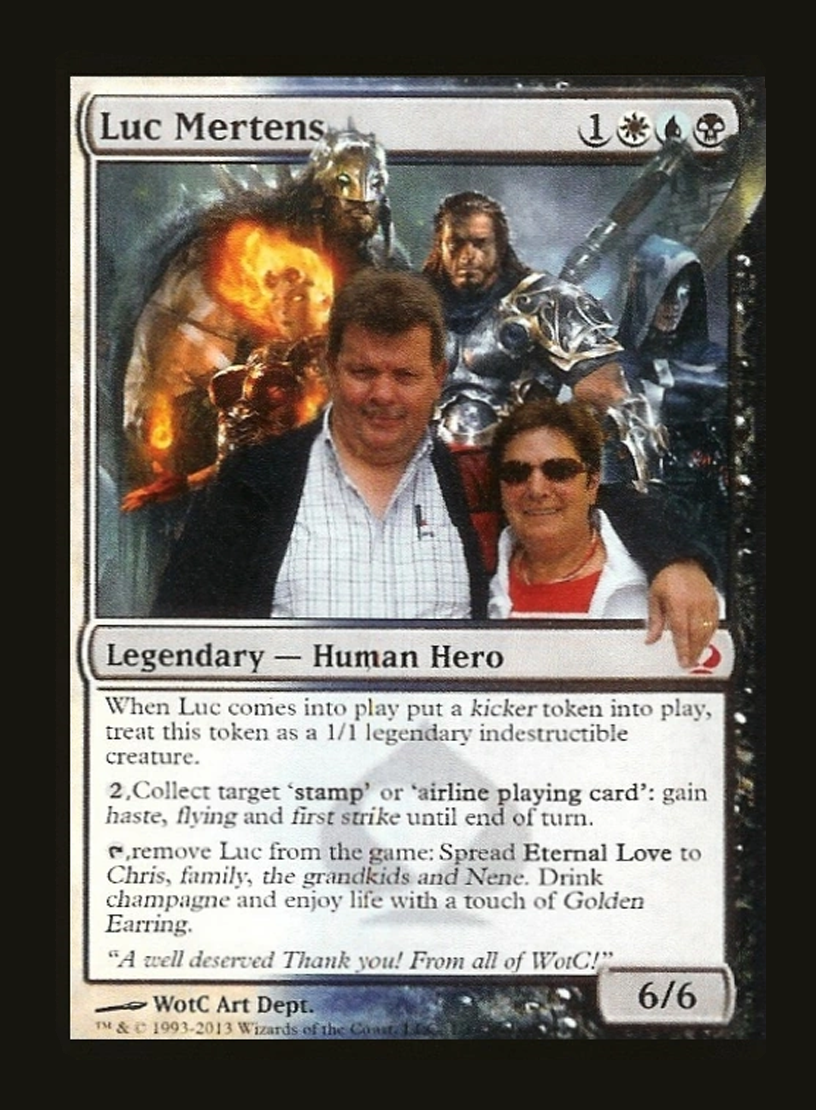 Luc Mertens
1
Legendary — Human Hero
When Luc comes into play put a kicker token into play,
treat this token as a 1/1 legendary indestructible
creature.
2,Collect target ‘stamp’ or ‘airline playing card’: gain
haste, flying and first strike until end of turn.
,remove Luc from the game: Spread Eternal Love to
Chris, family, the grandkids and Nene. Drink
champagne and enjoy life with a touch of Golden
Earring.
“A well deserved Thank you! From all of WotC!”
6/6
WotC Art Dept.
™ & © 1993-2013 Wizards of the Coast,